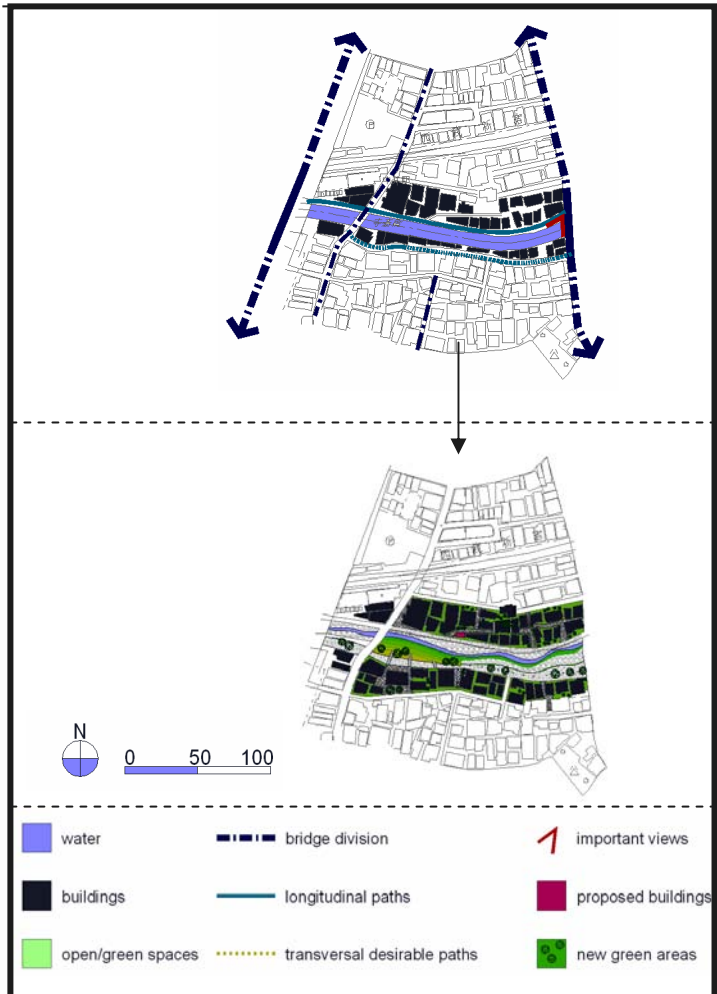 N
0 50 100
water bridge division important views
buildings longitudinal paths proposed buildings
open/green spaces transversal desirable paths new green areas